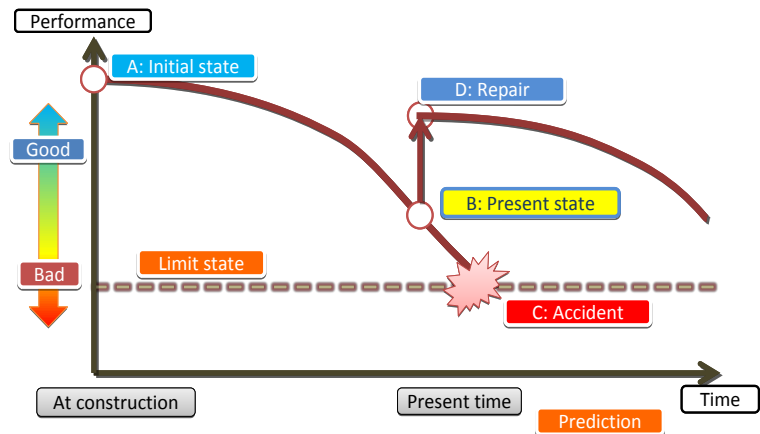 Performance
A: Initial state
D: Repair
Good
B: Present state
Limit state
Bad
C: Accident
At construction
Present time
Time
Prediction